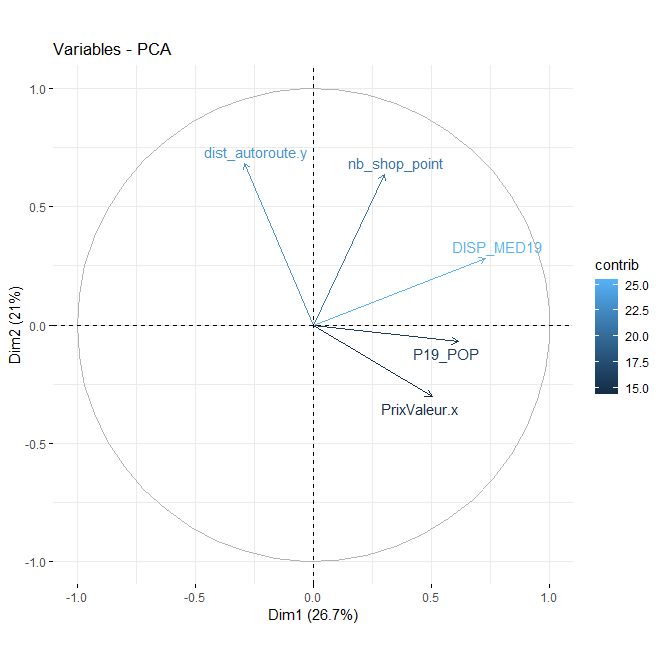 Variables - PCA
1.0
0.5
0.0
-0.5
-1.0
Dim2 (21%)
dist_autoroute.y
nb_shop_point
DISP_MED19
P19_POP
PrixValeur.x
-1.0
-0.5
0.0
0.5
1.0
Dim1 (26.7%)
contrib
25.0
22.5
20.0
17.5
15.0